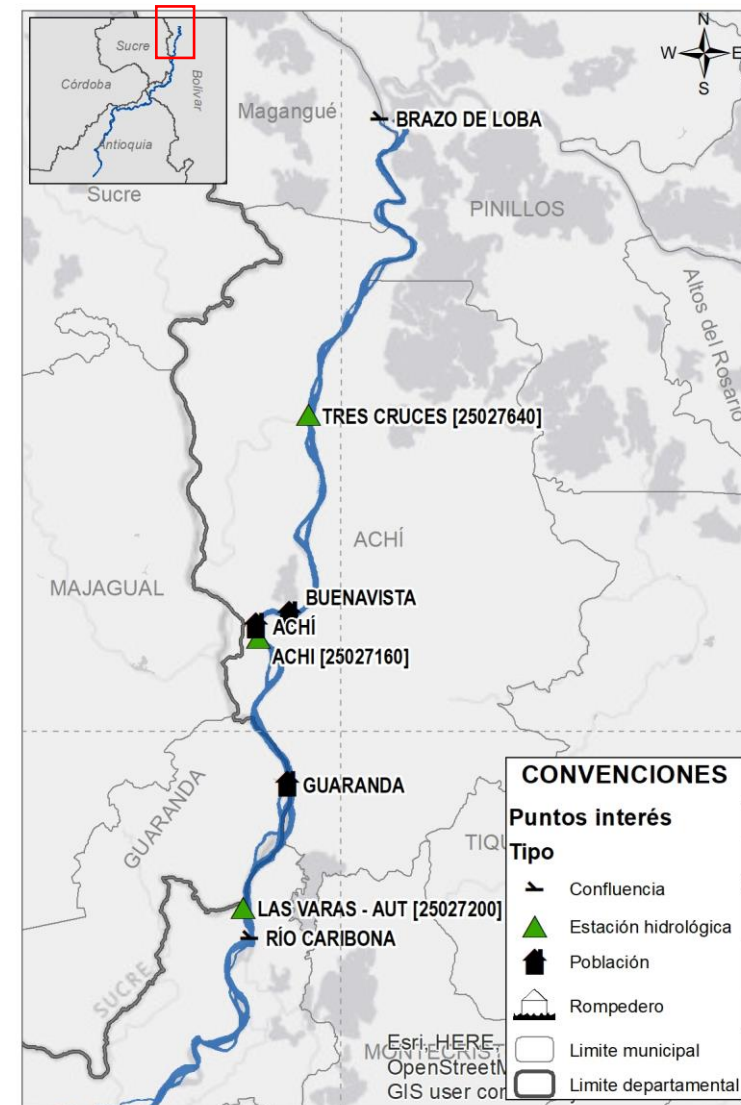 Sucre
Córdoba
Bolívar
Antioquia
N
W
E
S
Magangué
BRAZO DE LOBA
Sucre
PINILLOS
Altos del Rosario
TRES CRUCES [25027640]
ACHÍ
MAJAGUAL
BUENAVISTA
ACHÍ
ACHI [25027160]
GUARANDA
GUARANDA
TIQU
LAS VARAS - AUT [25027200]
RÍO CARIBONA
SUCRE
MONTECRIST
Esri, HERE,
OpenStreetM
GIS user cor
CONVENCIONES
Puntos interés
Tipo
Confluencia
Estación hidrológica
Población
Rompedero
Limite municipal
Limite departamental